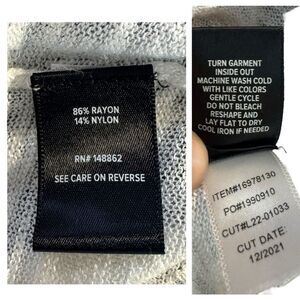 86% RAYON
14% NYLON
RN# 148862
SEE CARE ON REVERSE
TURN GARMENT
INSIDE OUT
MACHINE WASH COLD
WITH LIKE COLORS
GENTLE CYCLE
DO NOT BLEACH
RESHAPE AND
LAY FLAT TO DRY
COOL IRON IF NEEDED
ITEM#16978130
PO#1990910
CUT#L22-01033
CUT DATE:
12/2021